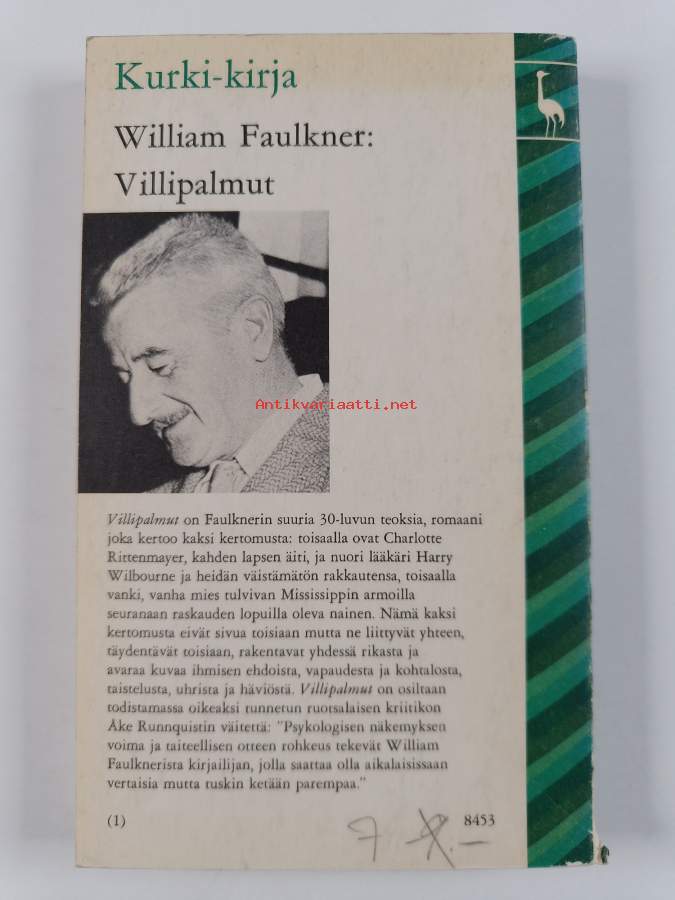 Kurki-kirja
William Faulkner:
Villipalmut
Antikvariaatti.net
Villipalmut on Faulknerin suuria 30-luvun teoksia, romaani
joka kertoo kaksi kertomusta: toisaalla ovat Charlotte
Rittenmayer, kahden lapsen äiti, ja nuori lääkäri Harry
Wilbourne ja heidän väistämätön rakkautensa, toisaalla
vanki, vanha mies tulvivan Mississippin armoilla
seuranaan raskauden lopuilla oleva nainen. Nämä kaksi
kertomusta eivät sivua toisiaan mutta ne liittyvät yhteen,
täydentävät toisiaan, rakentavat yhdessä rikasta ja
avaraa kuvaa ihmisen ehdoista, vapaudesta ja kohtalosta,
taistelusta, uhrista ja häviöstä. Villipalmut on osiltaan
todistamassa oikeaksi tunnetun ruotsalaisen kriitikon
Åke Runnquistin väitettä: "Psykologisen näkemyksen
voima ja taiteellisen otteen rohkeus tekevät William
Faulknerista kirjailijan, jolla saattaa olla aikalaisissaan
vertaisia mutta tuskin ketään parempaa."
(1) 8453
7